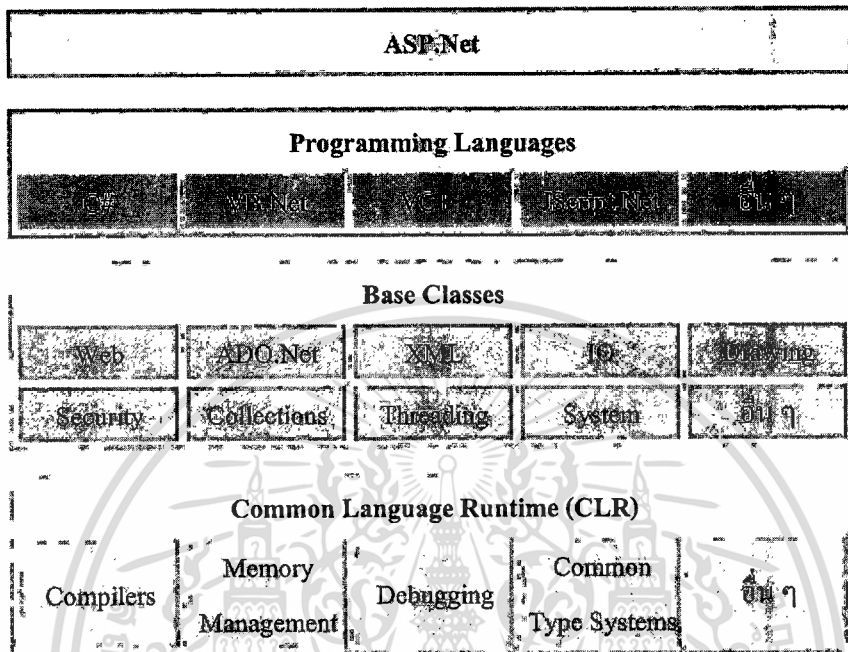 ASP.Net
Programming Languages
C# VB.Net VC++ JScript.Net อื่น ๆ
Base Classes
Web ADO.Net XML IO Drawing
Security Collections Threading System อื่น ๆ
Common Language Runtime (CLR)
Compilers Memory Management Debugging Common Type Systems อื่น ๆ